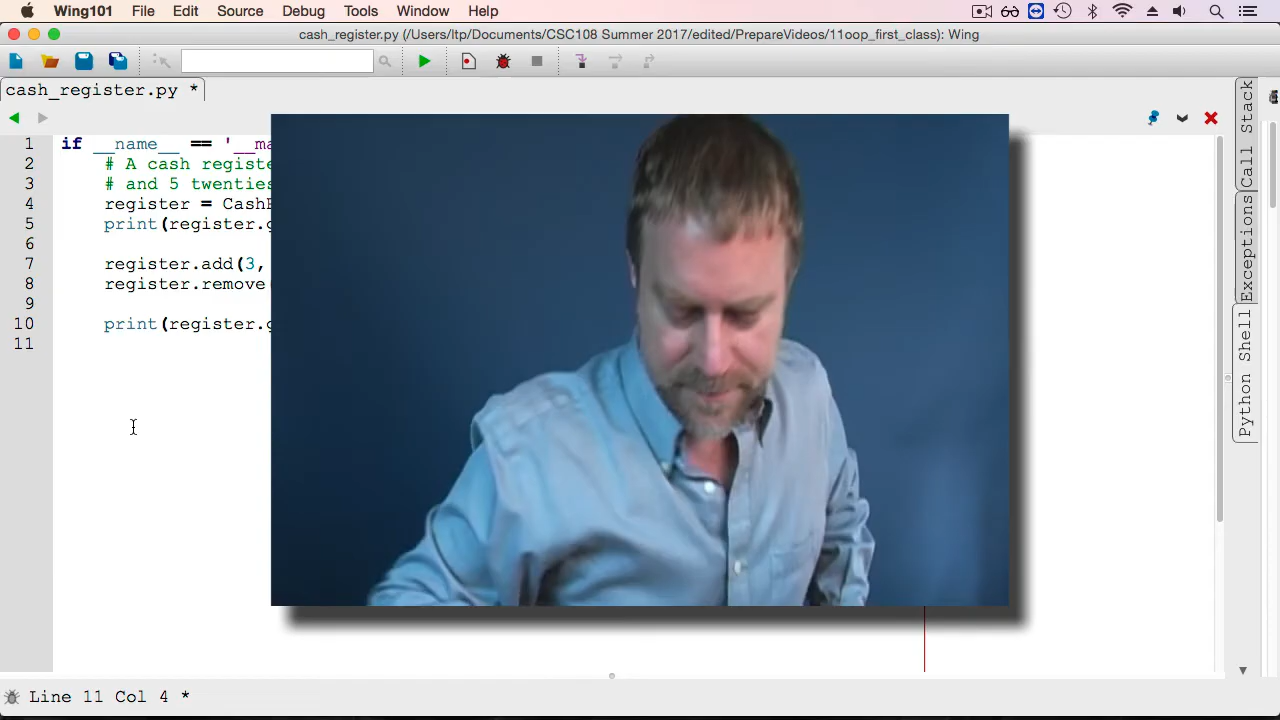 Wing101 File Edit Source Debug Tools Window Help
cash_register.py (/Users/ltp/Documents/CSC108 Summer 2017/edited/PrepareVideos/11oop_first_class): Wing
cash_register.py *
1 if __name__ == '__ma
2 # A cash registe
3 # and 5 twenties
4 register = Cash
5 print(register.g
6
7 register.add(3,
8 register.remove(
9
10 print(register.g
11
Call Stack
Exceptions
Python Shell
Line 11 Col 4 *